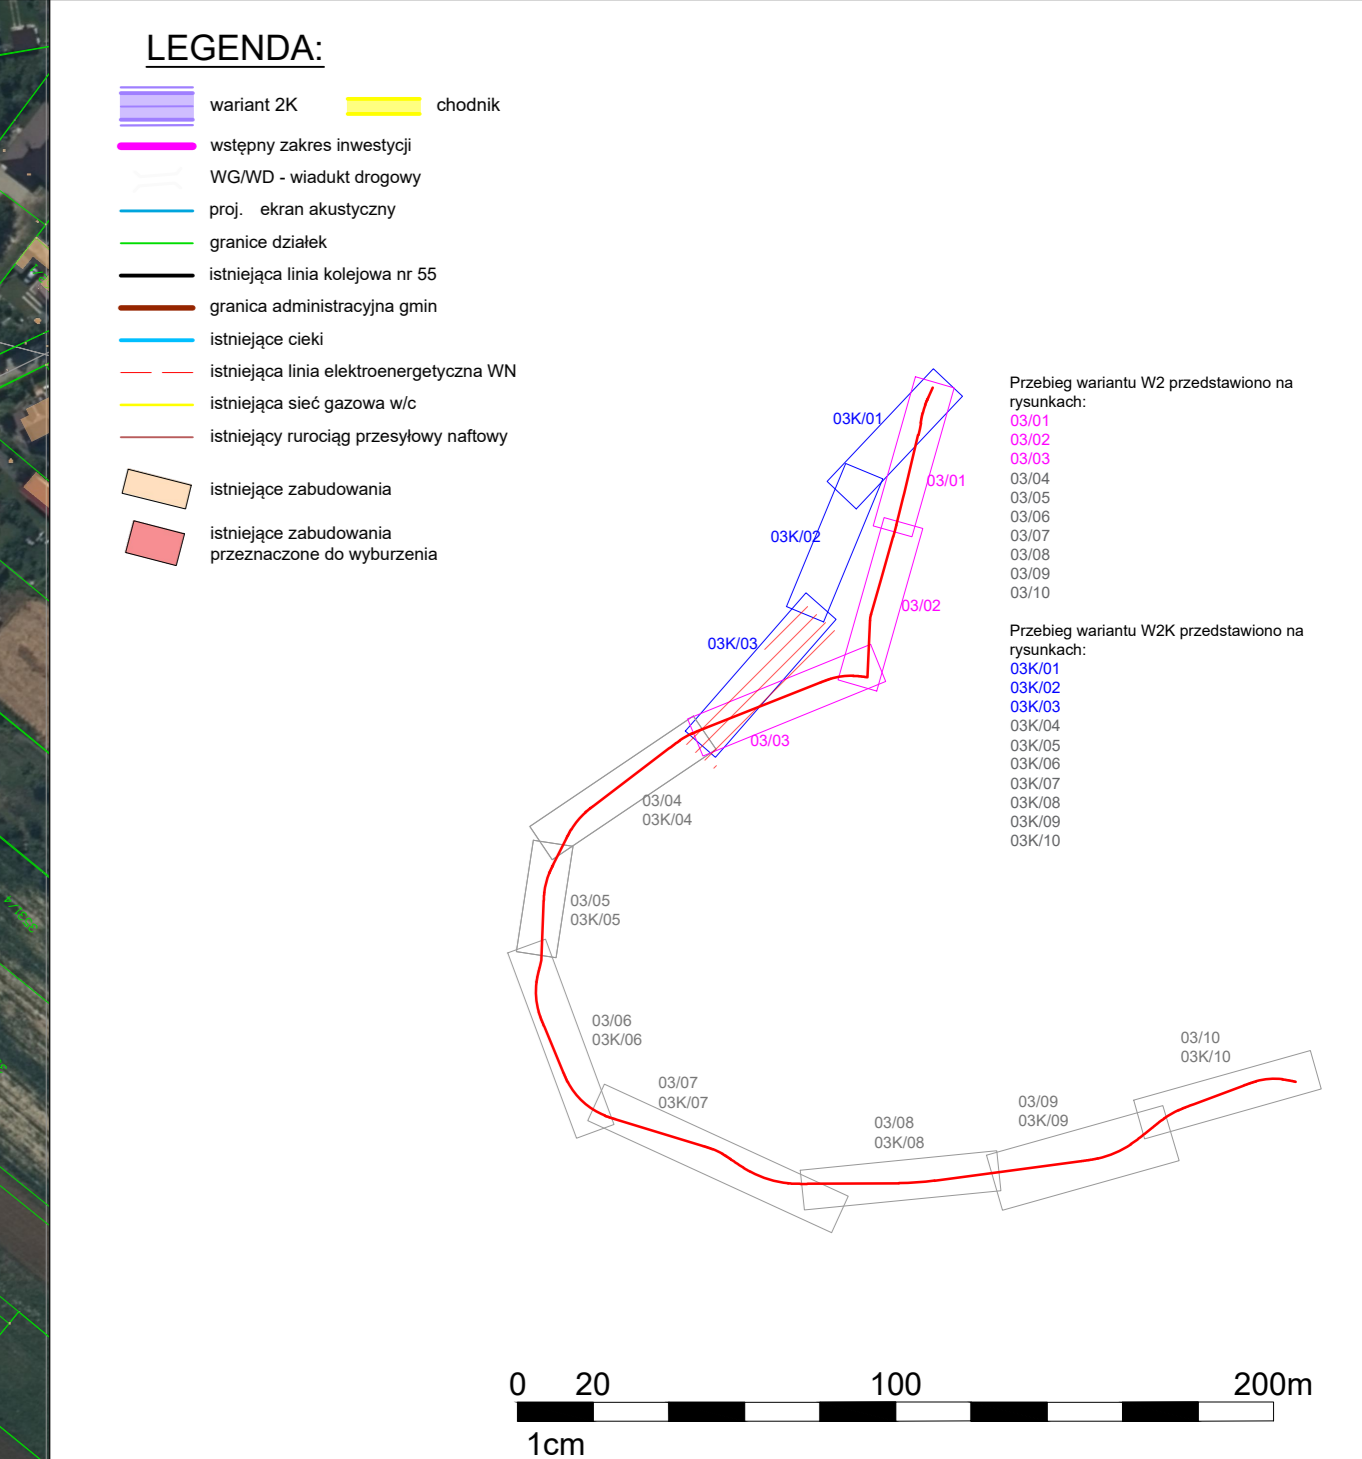 LEGENDA:
wariant 2K chodnik
wstępny zakres inwestycji
WG/WD - wiadukt drogowy
proj. ekran akustyczny
granice działek
istniejąca linia kolejowa nr 55
granica administracyjna gmin
istniejące cieki
istniejąca linia elektroenergetyczna WN
istniejąca sieć gazowa w/c
istniejący rurociąg przesyłowy naftowy
istniejące zabudowania
istniejące zabudowania
przeznaczone do wyburzenia
03K/01
03/01
03K/02
03/02
03K/03
03/03
03/04
03K/04
03/05
03K/05
03/06
03K/06
03/07
03K/07
03/08
03K/08
03/09
03K/09
03/10
03K/10
Przebieg wariantu W2 przedstawiono na
rysunkach:
03/01
03/02
03/03
03/04
03/05
03/06
03/07
03/08
03/09
03/10
Przebieg wariantu W2K przedstawiono na
rysunkach:
03K/01
03K/02
03K/03
03K/04
03K/05
03K/06
03K/07
03K/08
03K/09
03K/10
0 20 100 200m
1cm